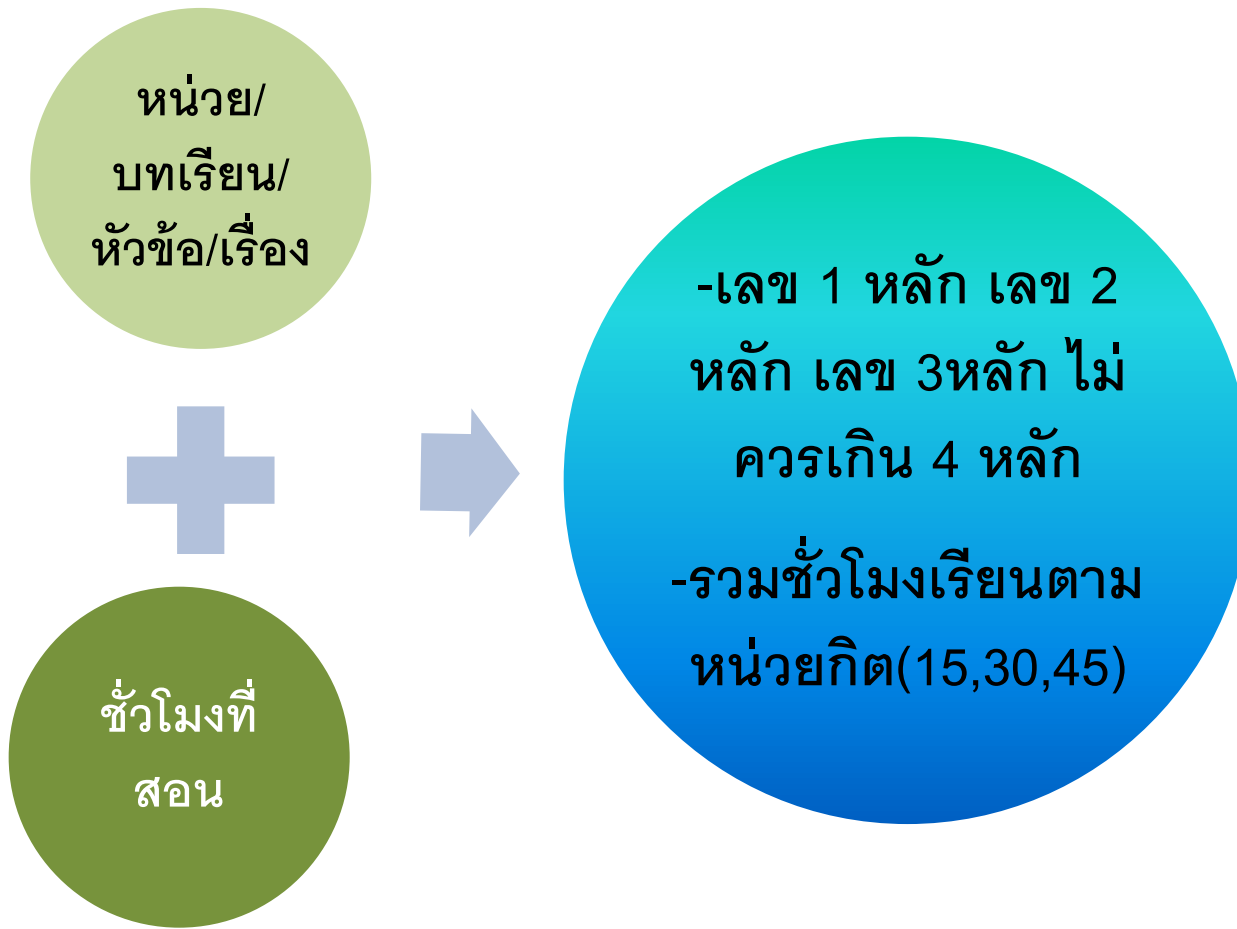 หน่วย/
บทเรียน/
หัวข้อ/เรื่อง
ชั่วโมงที่
สอน
-เลข 1 หลัก เลข 2
หลัก เลข 3หลัก ไม่
ควรเกิน 4 หลัก
-รวมชั่วโมงเรียนตาม
หน่วยกิต(15,30,45)